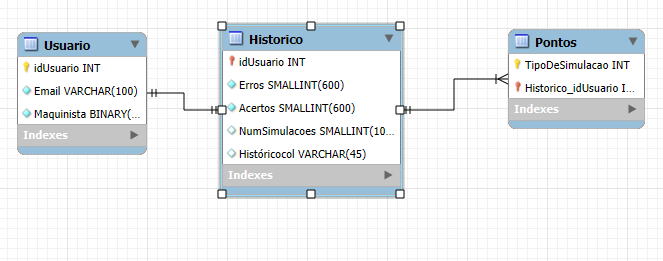 Usuario
idUsuario INT
Email VARCHAR(100)
Maquinista BINARY(...
Indexes
Historico
idUsuario INT
Erros SMALLINT(600)
Acertos SMALLINT(600)
NumSimulacoes SMALLINT(10...
Históricocol VARCHAR(45)
Indexes
Pontos
TipoDeSimulacao INT
Historico_idUsuario I...
Indexes